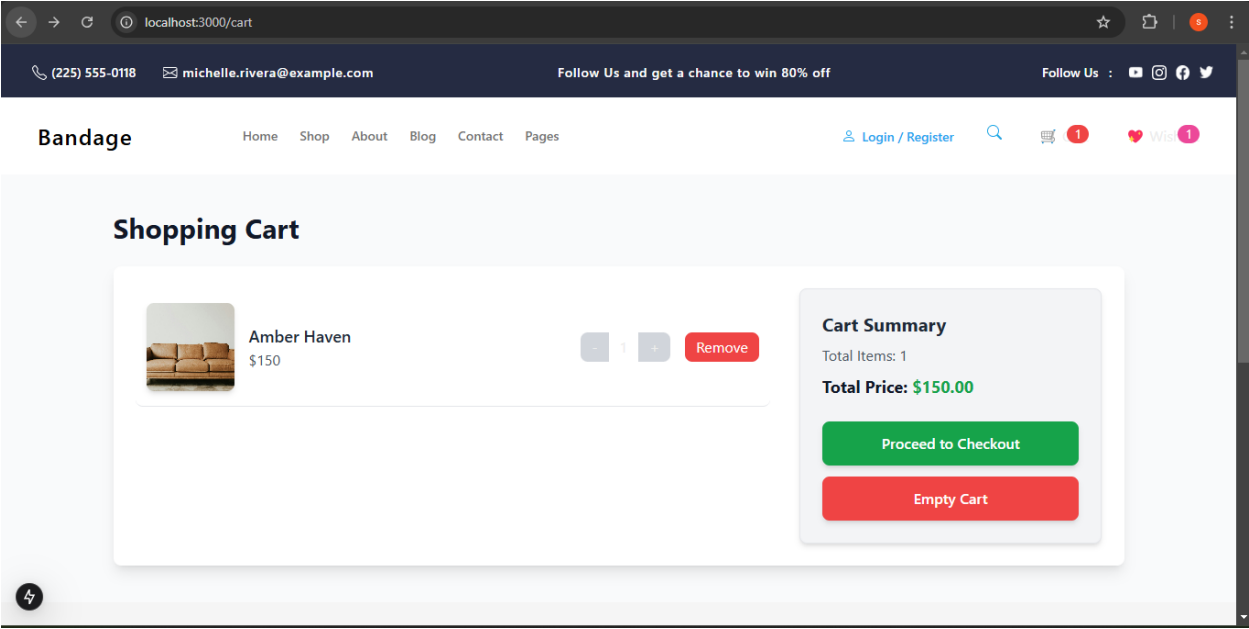 localhost:3000/cart
s
(225) 555-0118 michelle.rivera@example.com Follow Us and get a chance to win 80% off Follow Us :
Bandage Home Shop About Blog Contact Pages Login / Register 1 1
Shopping Cart
Amber Haven
$150
- 1 + Remove
Cart Summary
Total Items: 1
Total Price: $150.00
Proceed to Checkout
Empty Cart